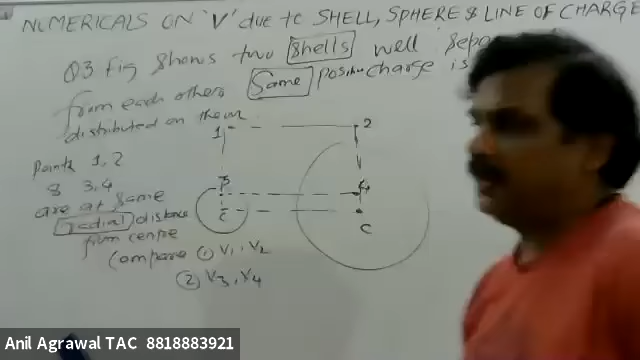 NUMERICALS ON 'V' due to SHELL, SPHERE & LINE OF CHARGE
Q3 Fig shows two shells well sepa
from each others Same positive charge is
distributed on them
Points 1, 2
& 3, 4
are at same
radial distance
from centre
Compare ① V1, V2
② V3, V4
1 2
3 4
C C
Anil Agrawal TAC 8818883921